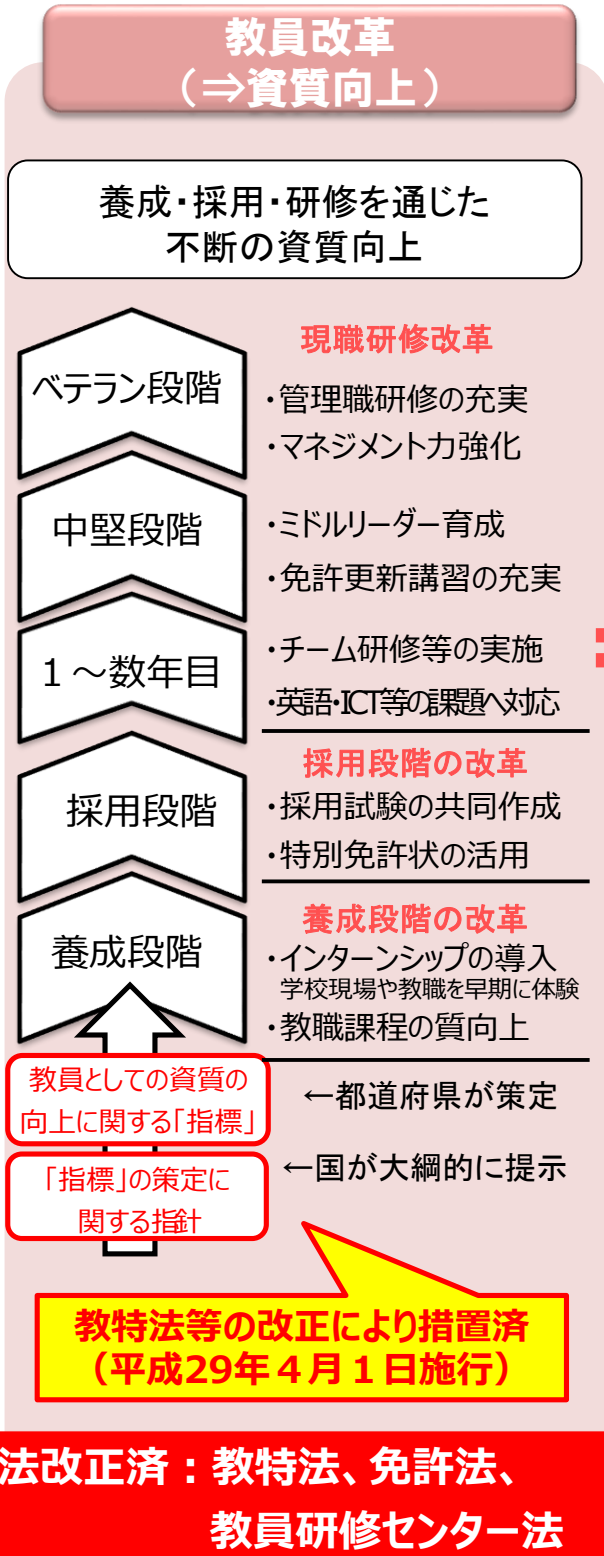 教員改革
（⇒資質向上）
養成・採用・研修を通じた
不断の資質向上
ベテラン段階
現職研修改革
・管理職研修の充実
・マネジメント力強化
中堅段階
・ミドルリーダー育成
・免許更新講習の充実
１～数年目
・チーム研修等の実施
・英語・ICT等の課題へ対応
採用段階
採用段階の改革
・採用試験の共同作成
・特別免許状の活用
養成段階
養成段階の改革
・インターンシップの導入
学校現場や教職を早期に体験
・教職課程の質向上
教員としての資質の
向上に関する「指標」
←都道府県が策定
「指標」の策定に
関する指針
←国が大綱的に提示
教特法等の改正により措置済
（平成29年４月１日施行）
法改正済：教特法、免許法、
教員研修センター法